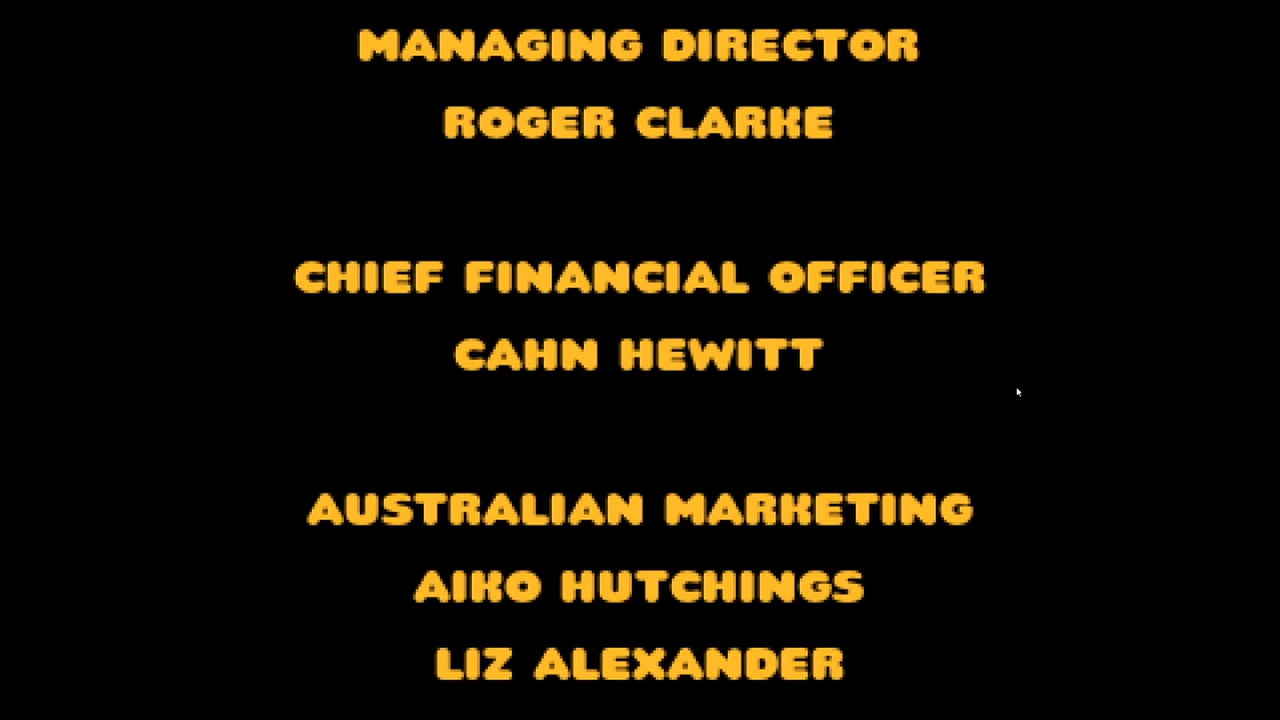 MANAGING DIRECTOR
ROGER CLARKE
CHIEF FINANCIAL OFFICER
CAHN HEWITT
AUSTRALIAN MARKETING
AIKO HUTCHINGS
LIZ ALEXANDER